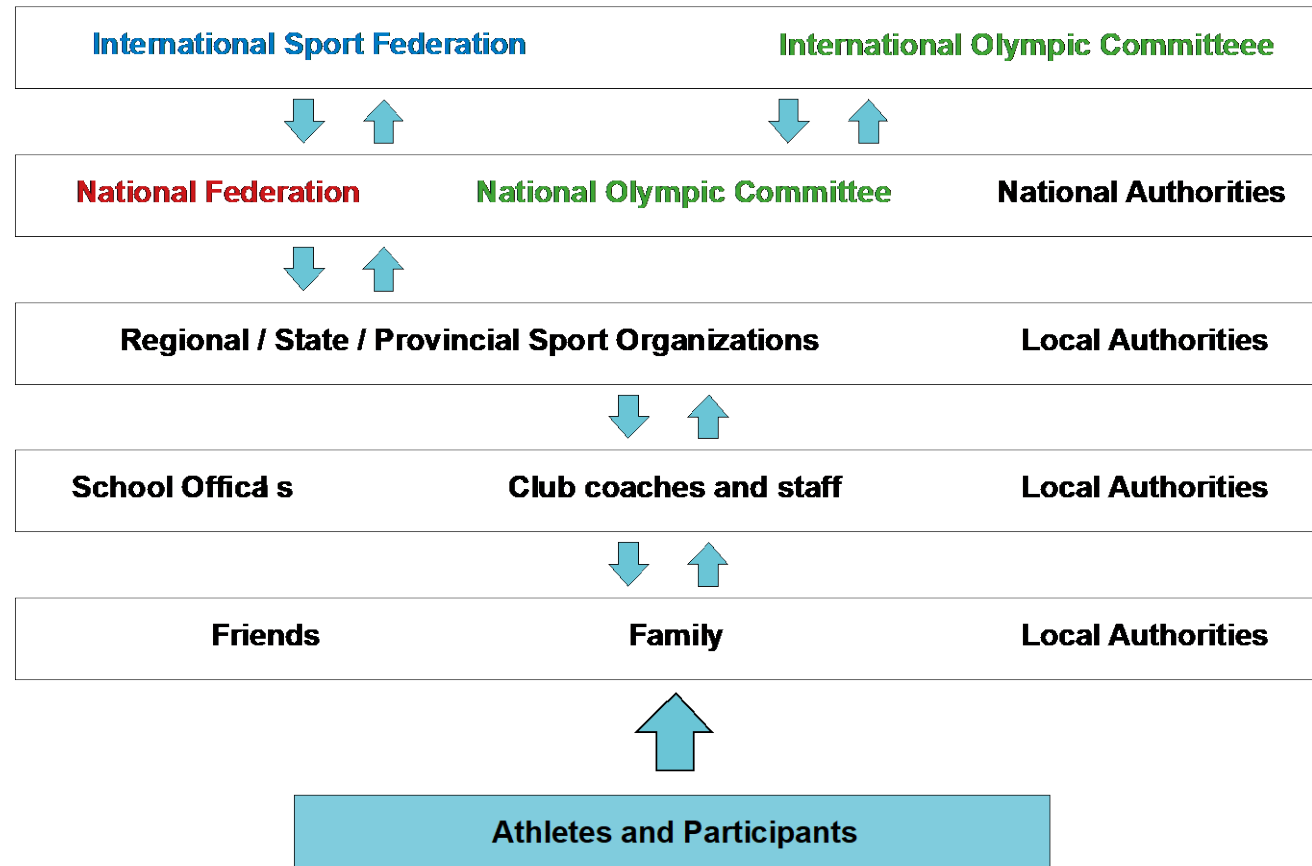 International Sport Federation International Olympic Committeee
National Federation National Olympic Committee National Authorities
Regional / State / Provincial Sport Organizations Local Authorities
School Offical s Club coaches and staff Local Authorities
Friends Family Local Authorities
Athletes and Participants